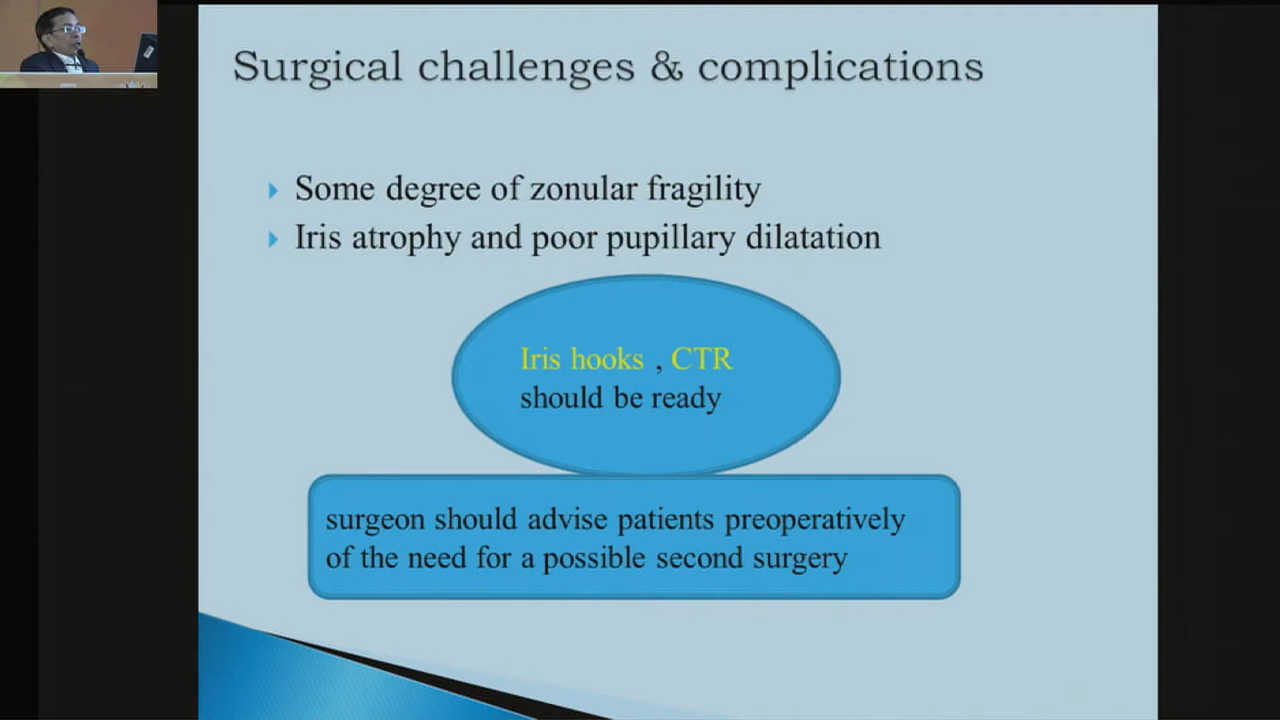 Surgical challenges & complications
Some degree of zonular fragility
Iris atrophy and poor pupillary dilatation
Iris hooks , CTR
should be ready
surgeon should advise patients preoperatively
of the need for a possible second surgery